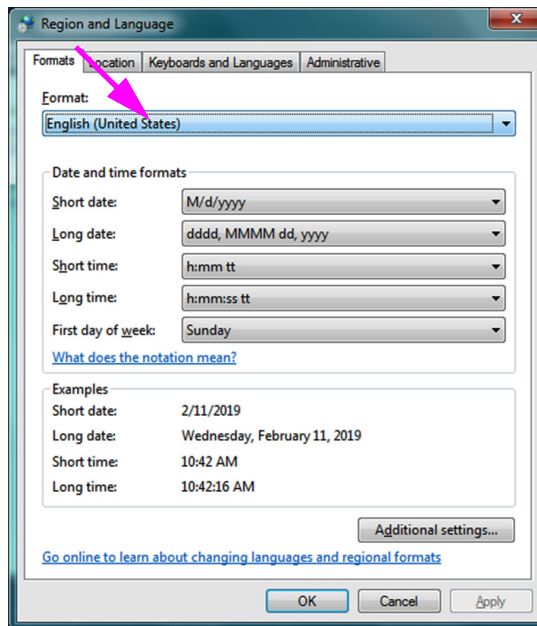 Region and Language
Formats Location Keyboards and Languages Administrative
Format:
English (United States)
Date and time formats
Short date: M/d/yyyy
Long date: dddd, MMMM dd, yyyy
Short time: h:mm tt
Long time: h:mm:ss tt
First day of week: Sunday
What does the notation mean?
Examples
Short date: 2/11/2019
Long date: Wednesday, February 11, 2019
Short time: 10:42 AM
Long time: 10:42:16 AM
Additional settings...
Go online to learn about changing languages and regional formats
OK Cancel Apply